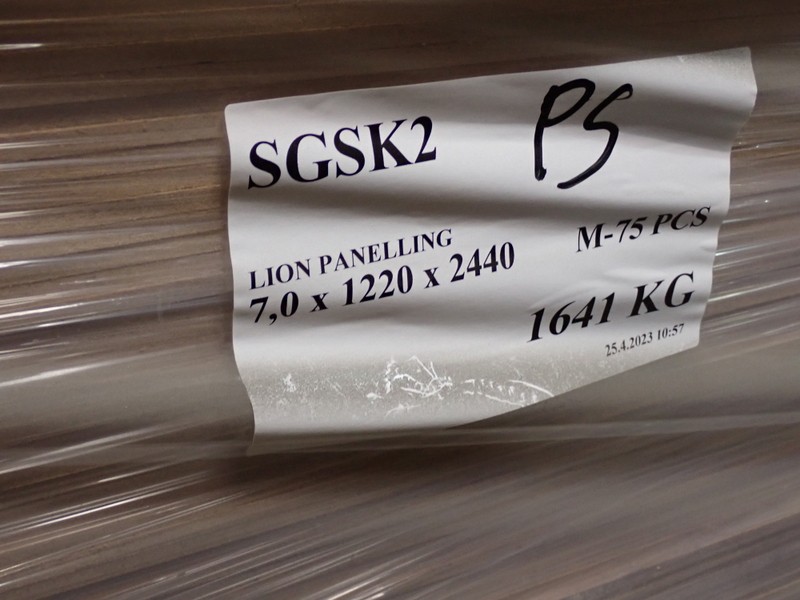 SGSK2
PS
LION PANELLING
M-75 PCS
7,0 x 1220 x 2440
1641 KG
25.4.2023 10:57